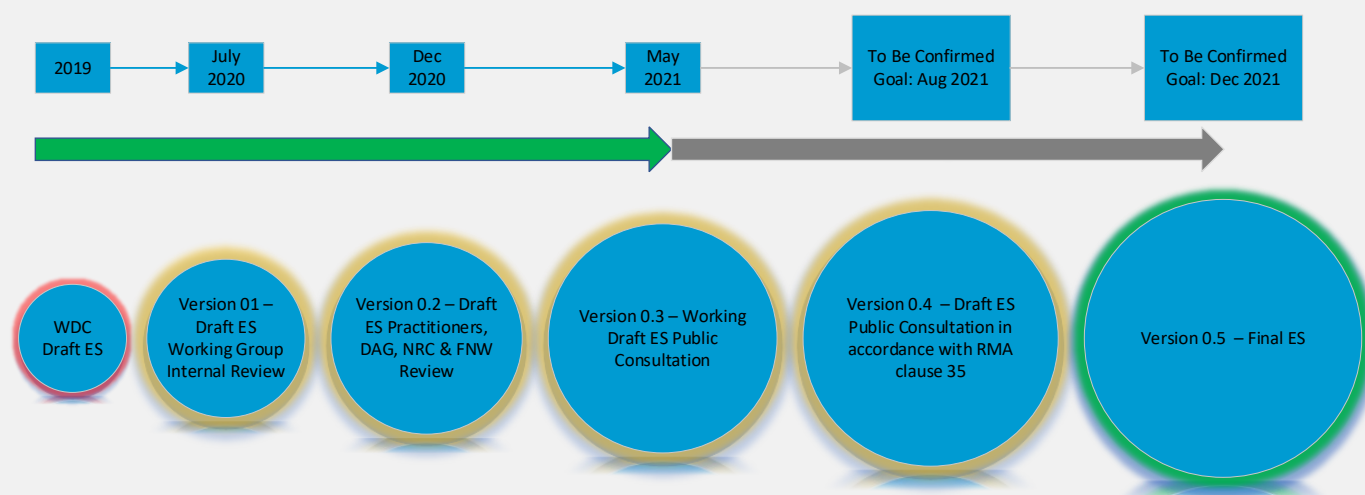 2019
July
2020
Dec
2020
May
2021
To Be Confirmed
Goal: Aug 2021
To Be Confirmed
Goal: Dec 2021
WDC
Draft ES
Version 01 –
Draft ES
Working Group
Internal Review
Version 0.2 – Draft
ES Practitioners,
DAG, NRC & FNW
Review
Version 0.3 – Working
Draft ES Public
Consultation
Version 0.4  – Draft ES
Public Consultation in
accordance with RMA
clause 35
Version 0.5  – Final ES